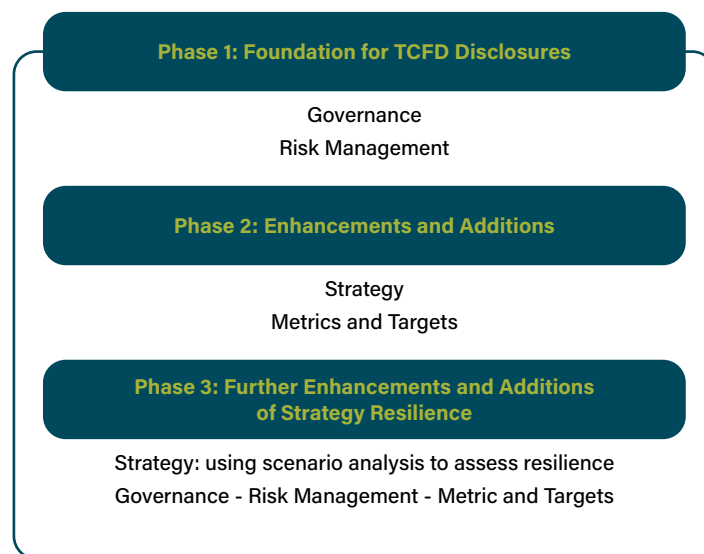 Phase 1: Foundation for TCFD Disclosures
Governance
Risk Management
Phase 2: Enhancements and Additions
Strategy
Metrics and Targets
Phase 3: Further Enhancements and Additions
of Strategy Resilience
Strategy: using scenario analysis to assess resilience
Governance - Risk Management - Metric and Targets